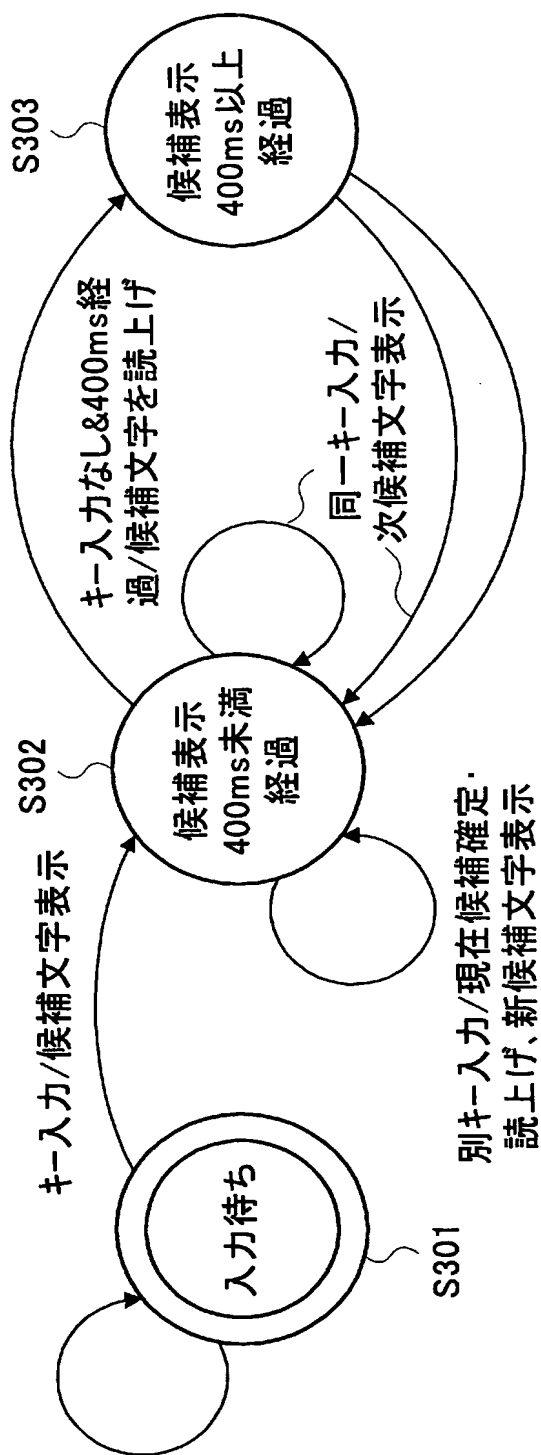 S301
入力待ち
キー入力/候補文字表示
S302
候補表示
400ms未満
経過
キー入力なし&400ms経
過/候補文字を読上げ
S303
候補表示
400ms以上
経過
同一キー入力/
次候補文字表示
別キー入力/現在候補確定・
読上げ、新候補文字表示